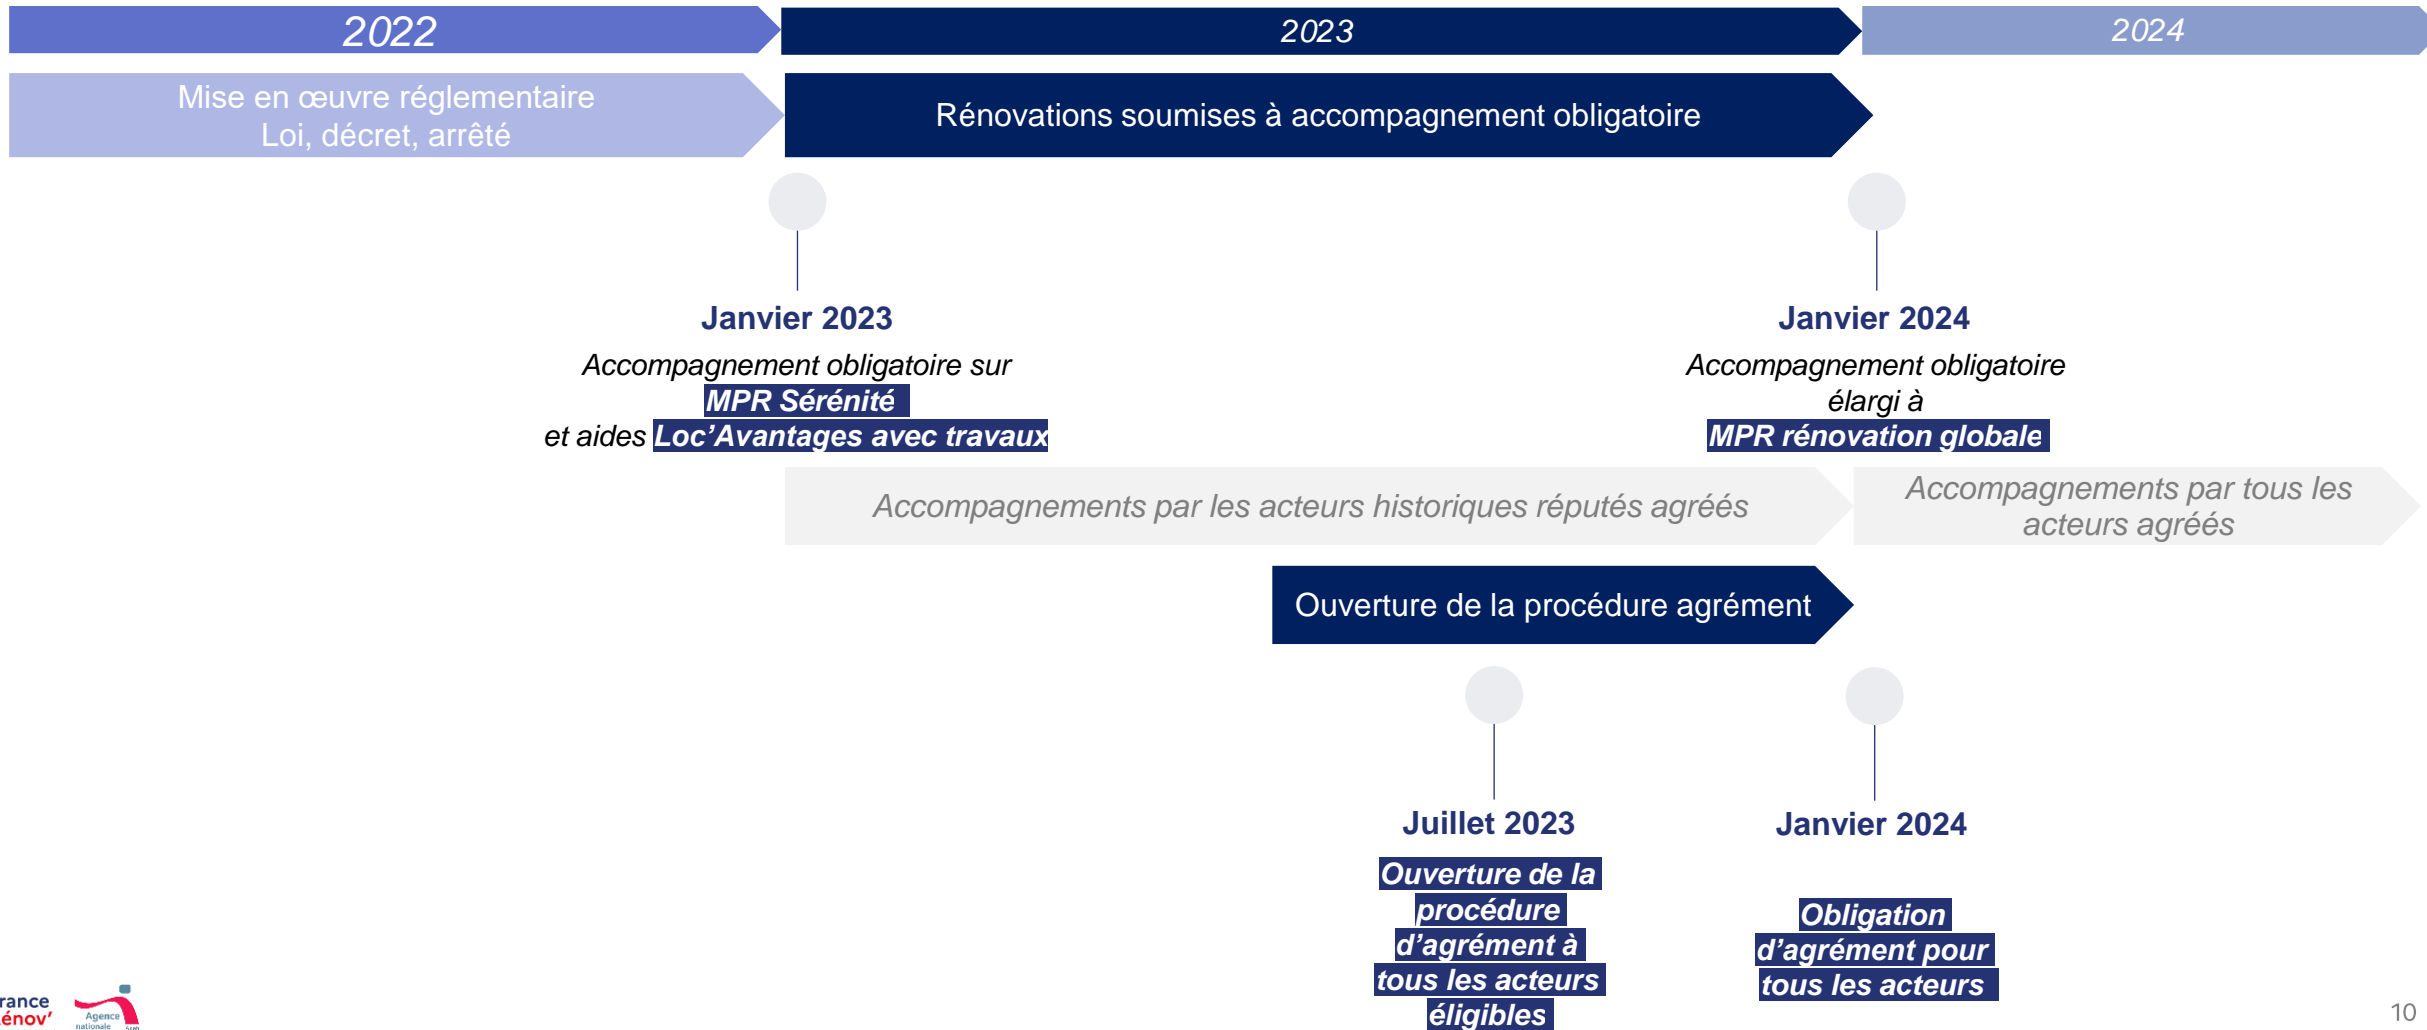 2022
2023
2024
Mise en œuvre réglementaire
Loi, décret, arrêté
Rénovations soumises à accompagnement obligatoire
Janvier 2023
Accompagnement obligatoire sur
MPR Sérénité
et aides Loc’Avantages avec travaux
Janvier 2024
Accompagnement obligatoire
élargi à
MPR rénovation globale
Accompagnements par les acteurs historiques réputés agréés
Accompagnements par tous les
acteurs agréés
Ouverture de la procédure agrément
Juillet 2023
Ouverture de la
procédure
d’agrément à
tous les acteurs
éligibles
Janvier 2024
Obligation
d’agrément pour
tous les acteurs
rance
énov’
Agence
nationale
10